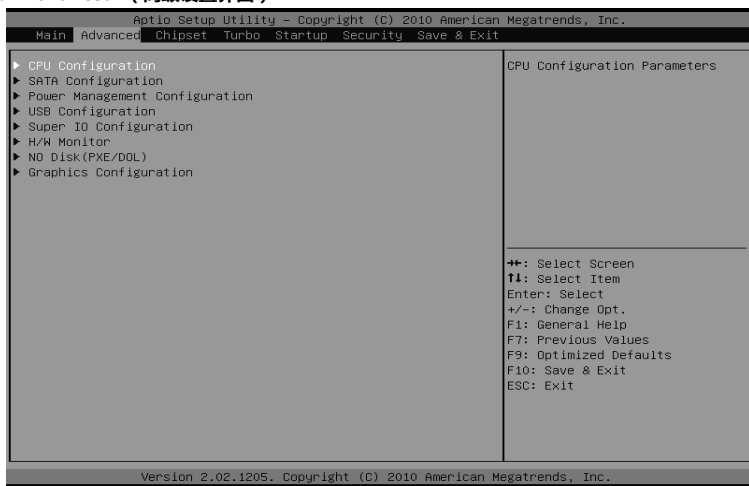 Aptio Setup Utility – Copyright (C) 2010 American Megatrends, Inc.
Main Advanced Chipset Turbo Startup Security Save & Exit
▶ CPU Configuration
▶ SATA Configuration
▶ Power Management Configuration
▶ USB Configuration
▶ Super IO Configuration
▶ H/W Monitor
▶ NO Disk(PXE/DOL)
▶ Graphics Configuration
CPU Configuration Parameters
→←: Select Screen
↑↓: Select Item
Enter: Select
+/-: Change Opt.
F1: General Help
F7: Previous Values
F9: Optimized Defaults
F10: Save & Exit
ESC: Exit
Version 2.02.1205. Copyright (C) 2010 American Megatrends, Inc.